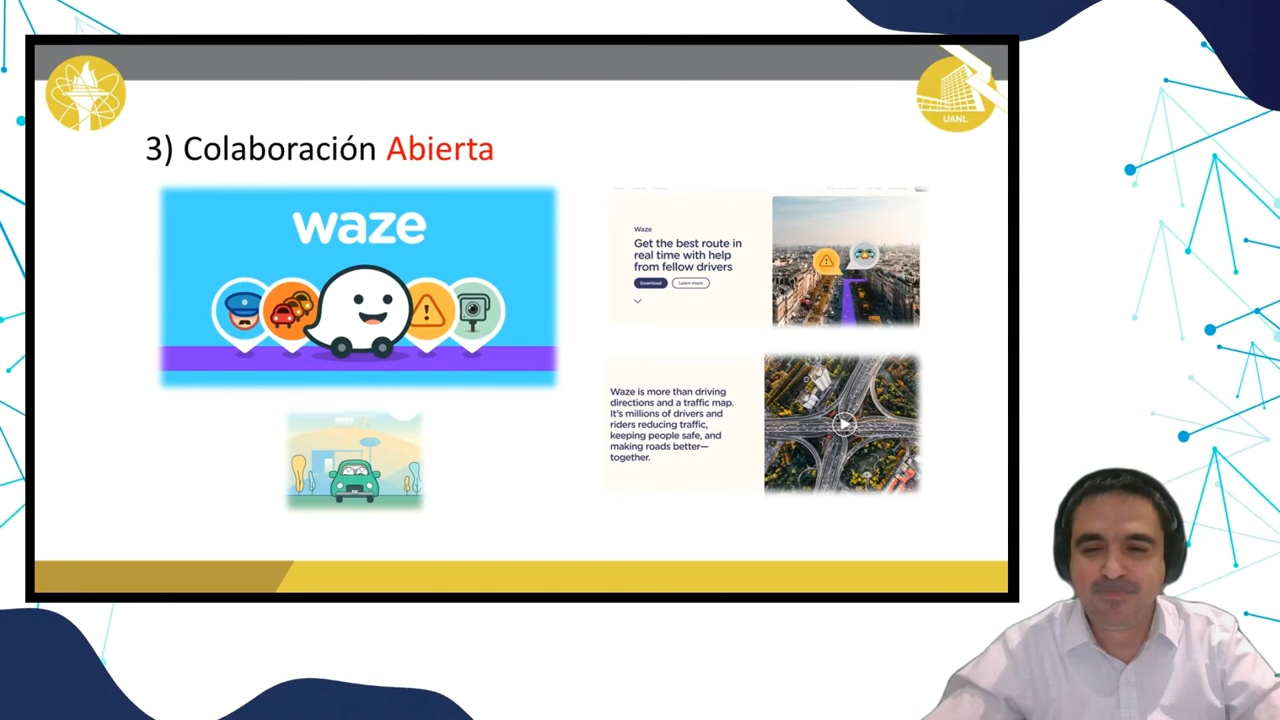 UANL
3) Colaboración Abierta
waze
Waze
Get the best route in
real time with help
from fellow drivers
Download
Learn more
Waze is more than driving
directions and a traffic map.
It's millions of drivers and
riders reducing traffic,
keeping people safe, and
making roads better—
together.